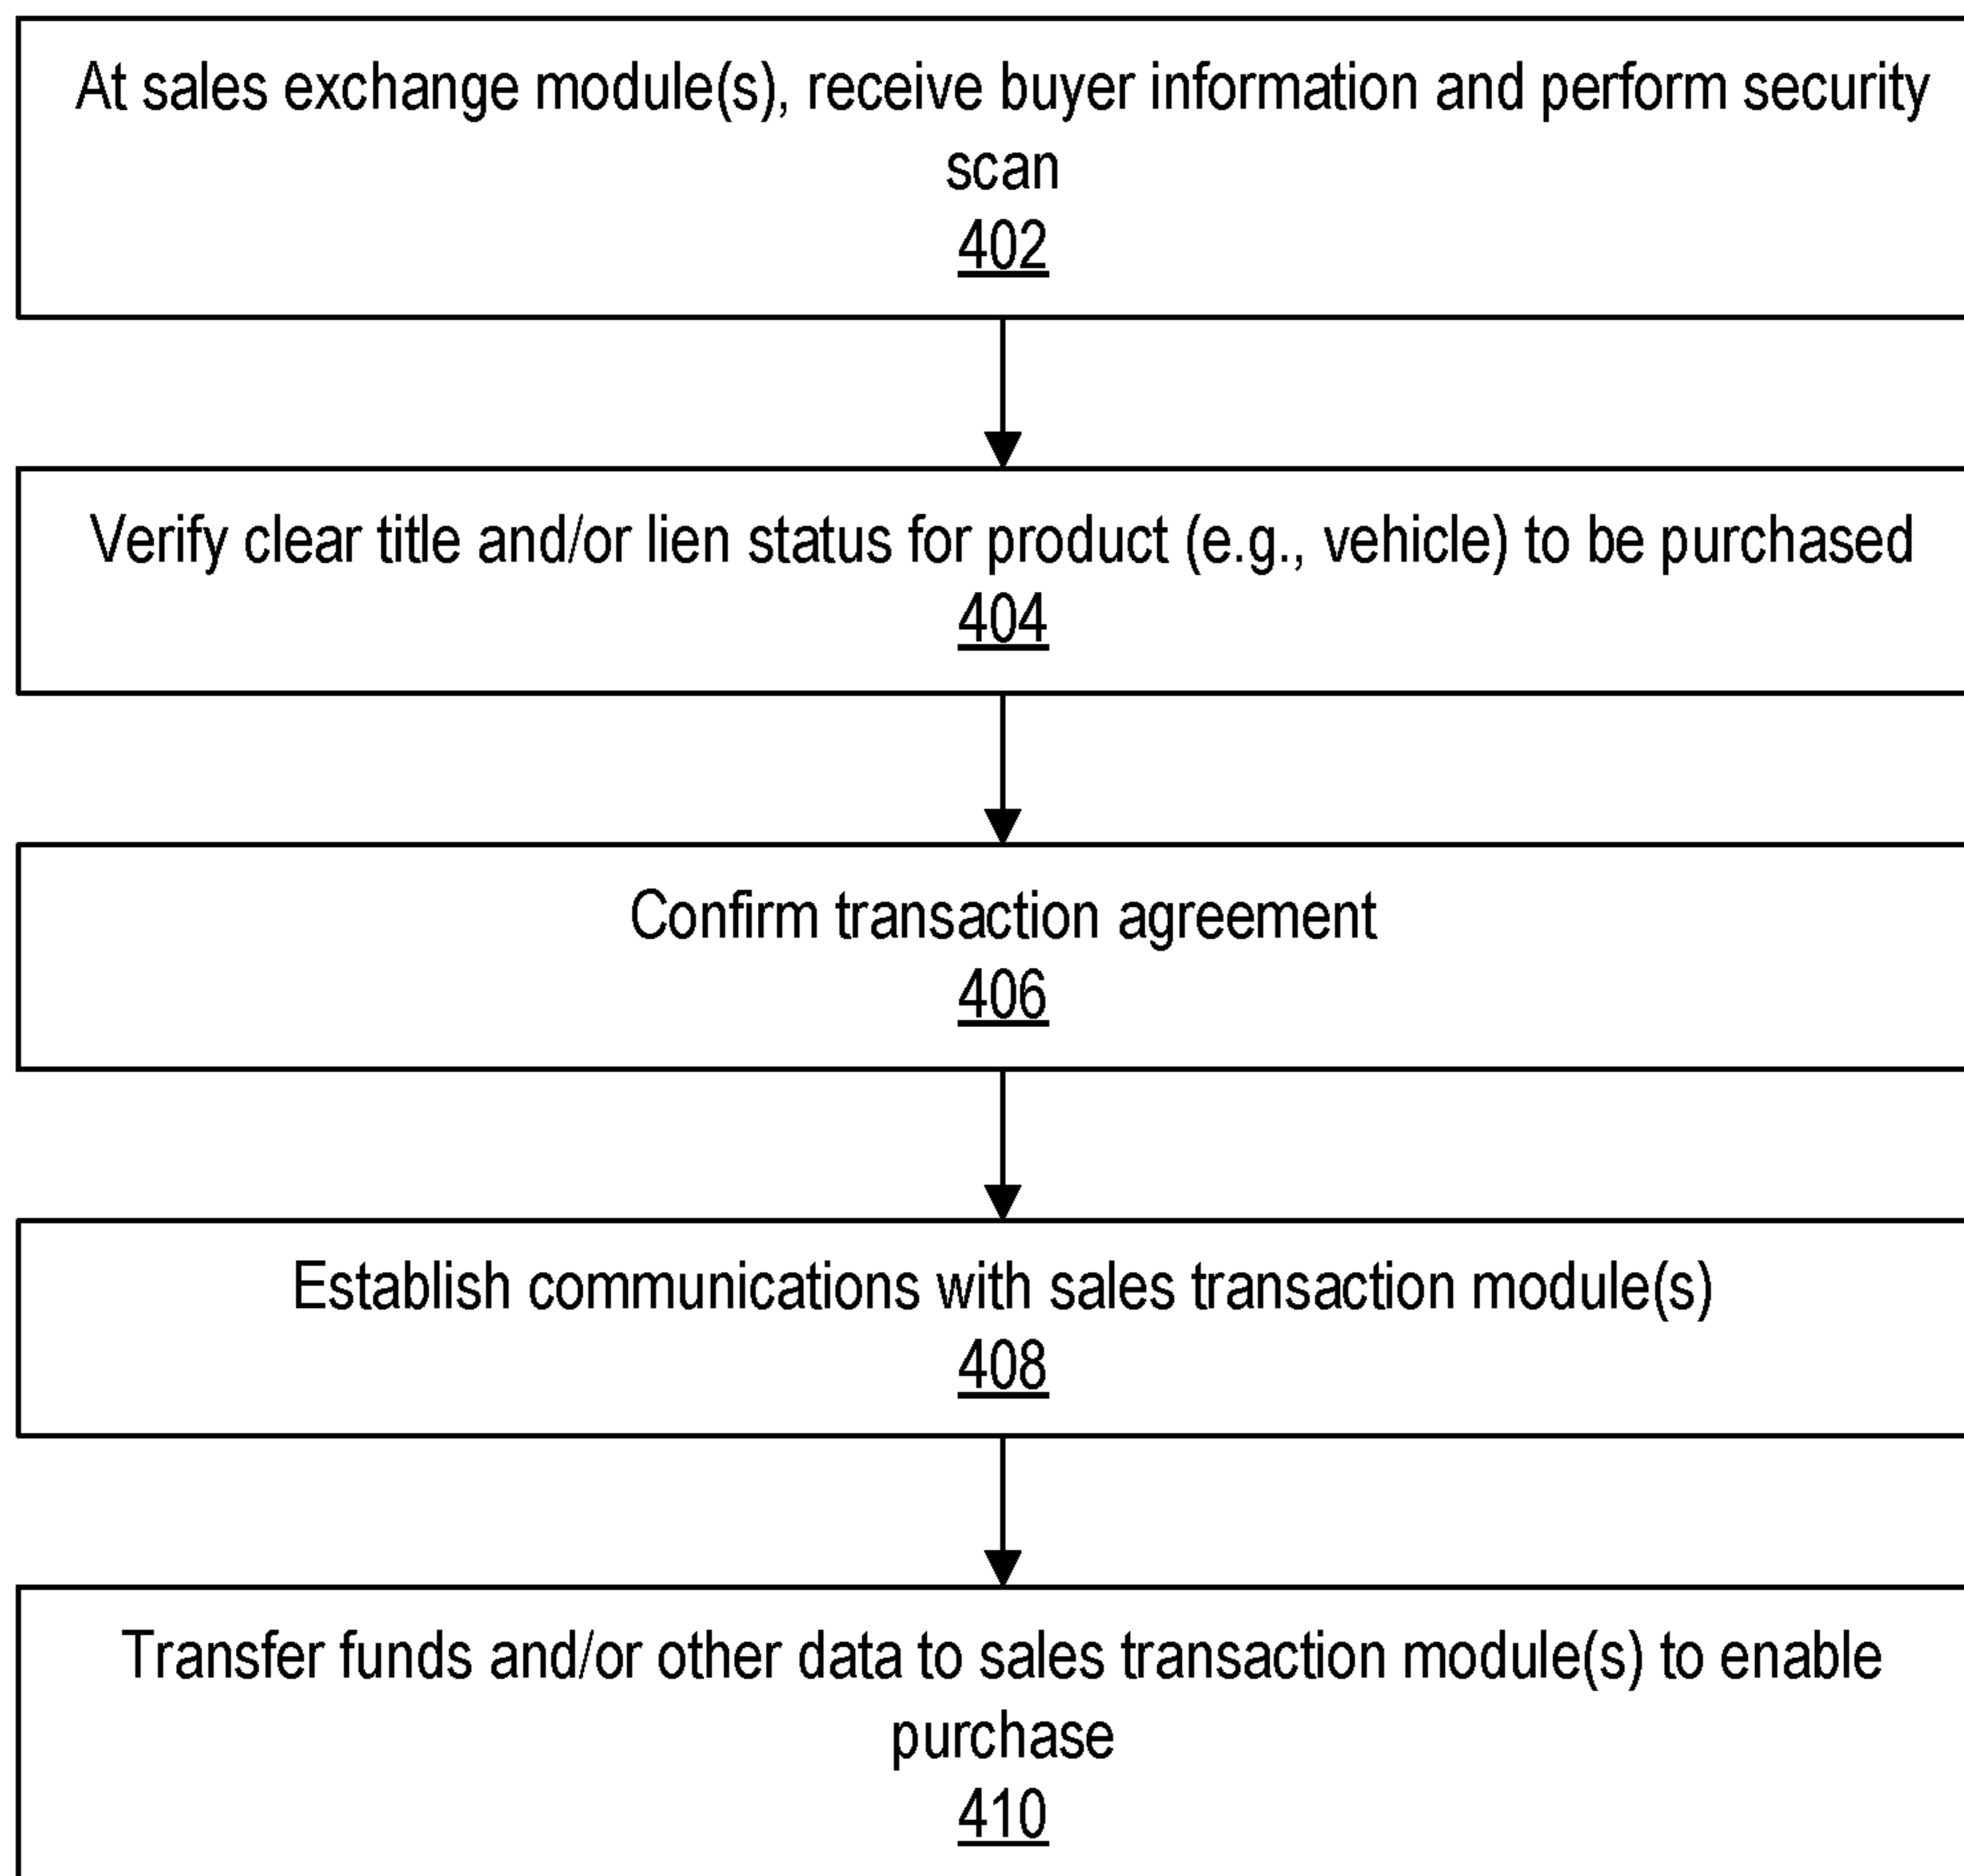 At sales exchange module(s), receive buyer information and perform security
scan
402
Verify clear title and/or lien status for product (e.g., vehicle) to be purchased
404
Confirm transaction agreement
406
Establish communications with sales transaction module(s)
408
Transfer funds and/or other data to sales transaction module(s) to enable
purchase
410